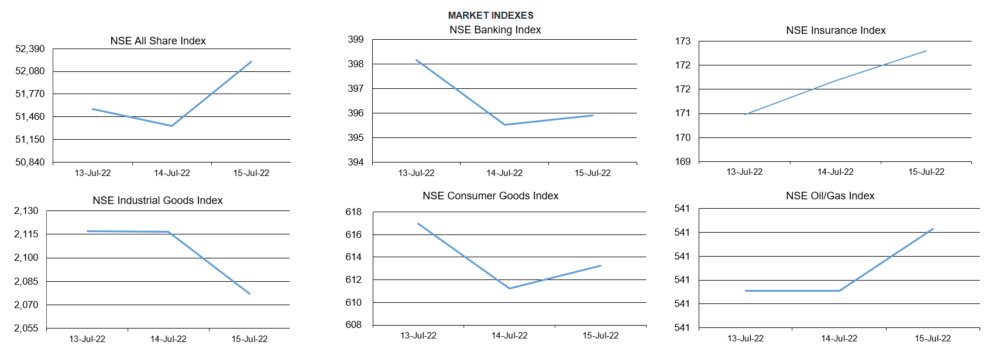 MARKET INDEXES
NSE All Share Index
52,390
52,080
51,770
51,460
51,150
50,840
13-Jul-22 14-Jul-22 15-Jul-22
NSE Banking Index
399
398
397
396
395
394
13-Jul-22 14-Jul-22 15-Jul-22
NSE Insurance Index
173
172
172
171
170
169
13-Jul-22 14-Jul-22 15-Jul-22
NSE Industrial Goods Index
2,130
2,115
2,100
2,085
2,070
2,055
13-Jul-22 14-Jul-22 15-Jul-22
NSE Consumer Goods Index
618
616
614
612
610
608
13-Jul-22 14-Jul-22 15-Jul-22
NSE Oil/Gas Index
541
541
541
541
541
541
13-Jul-22 14-Jul-22 15-Jul-22